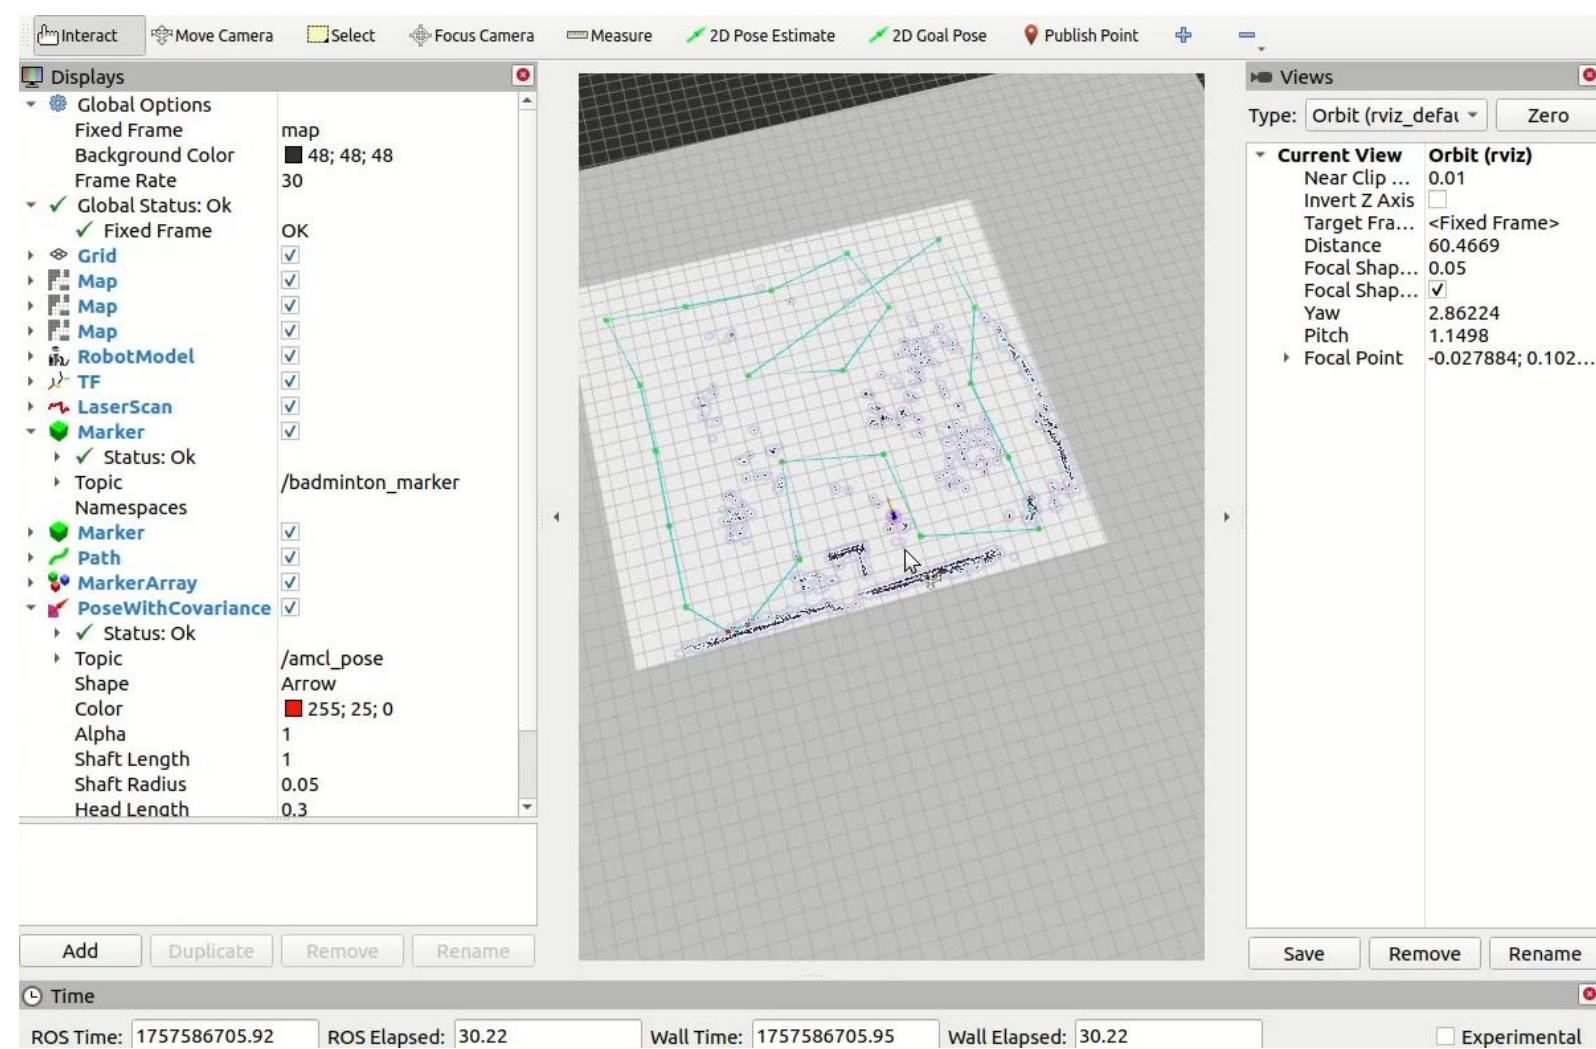 Interact Move Camera Select Focus Camera Measure 2D Pose Estimate 2D Goal Pose Publish Point
Displays
Global Options
Fixed Frame map
Background Color 48; 48; 48
Frame Rate 30
Global Status: Ok
Fixed Frame OK
Grid
Map
Map
Map
RobotModel
TF
LaserScan
Marker
Status: Ok
Topic /badminton_marker
Namespaces
Marker
Path
MarkerArray
PoseWithCovariance
Status: Ok
Topic /amcl_pose
Shape Arrow
Color 255; 25; 0
Alpha 1
Shaft Length 1
Shaft Radius 0.05
Head Length 0.3
Add Duplicate Remove Rename
Views
Type: Orbit (rviz_defau Zero
Current View Orbit (rviz)
Near Clip ... 0.01
Invert Z Axis
Target Fra... <Fixed Frame>
Distance 60.4669
Focal Shap... 0.05
Focal Shap...
Yaw 2.86224
Pitch 1.1498
Focal Point -0.027884; 0.102...
Save Remove Rename
Time
ROS Time: 1757586705.92 ROS Elapsed: 30.22 Wall Time: 1757586705.95 Wall Elapsed: 30.22 Experimental